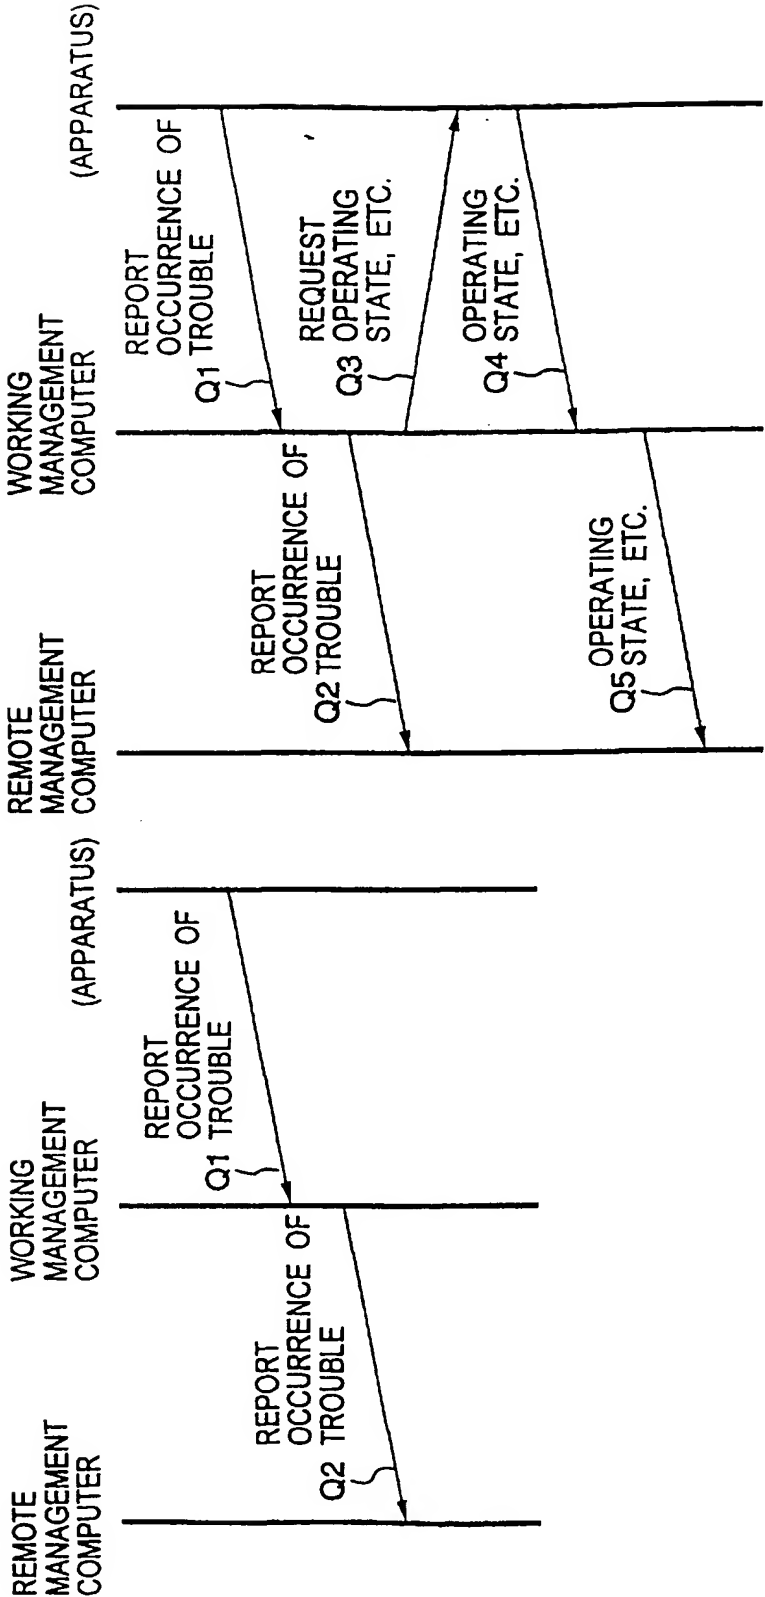 REMOTE
MANAGEMENT
COMPUTER
WORKING
MANAGEMENT
COMPUTER
(APPARATUS)
REPORT
OCCURRENCE OF
TROUBLE
Q1
REPORT
OCCURRENCE OF
TROUBLE
Q2
REMOTE
MANAGEMENT
COMPUTER
WORKING
MANAGEMENT
COMPUTER
(APPARATUS)
REPORT
OCCURRENCE OF
TROUBLE
Q1
REPORT
OCCURRENCE OF
TROUBLE
Q2
REQUEST
OPERATING
STATE, ETC.
Q3
OPERATING
STATE, ETC.
Q4
OPERATING
STATE, ETC.
Q5